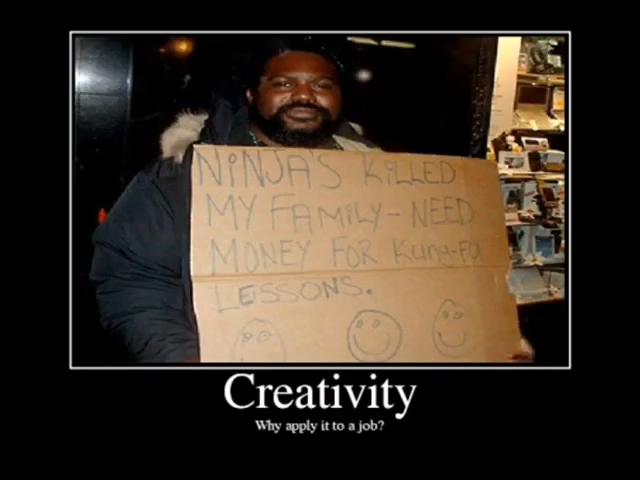 NINJA'S KILLED
MY FAMILY - NEED
MONEY FOR KUNG-FU
LESSONS.
Creativity
Why apply it to a job?